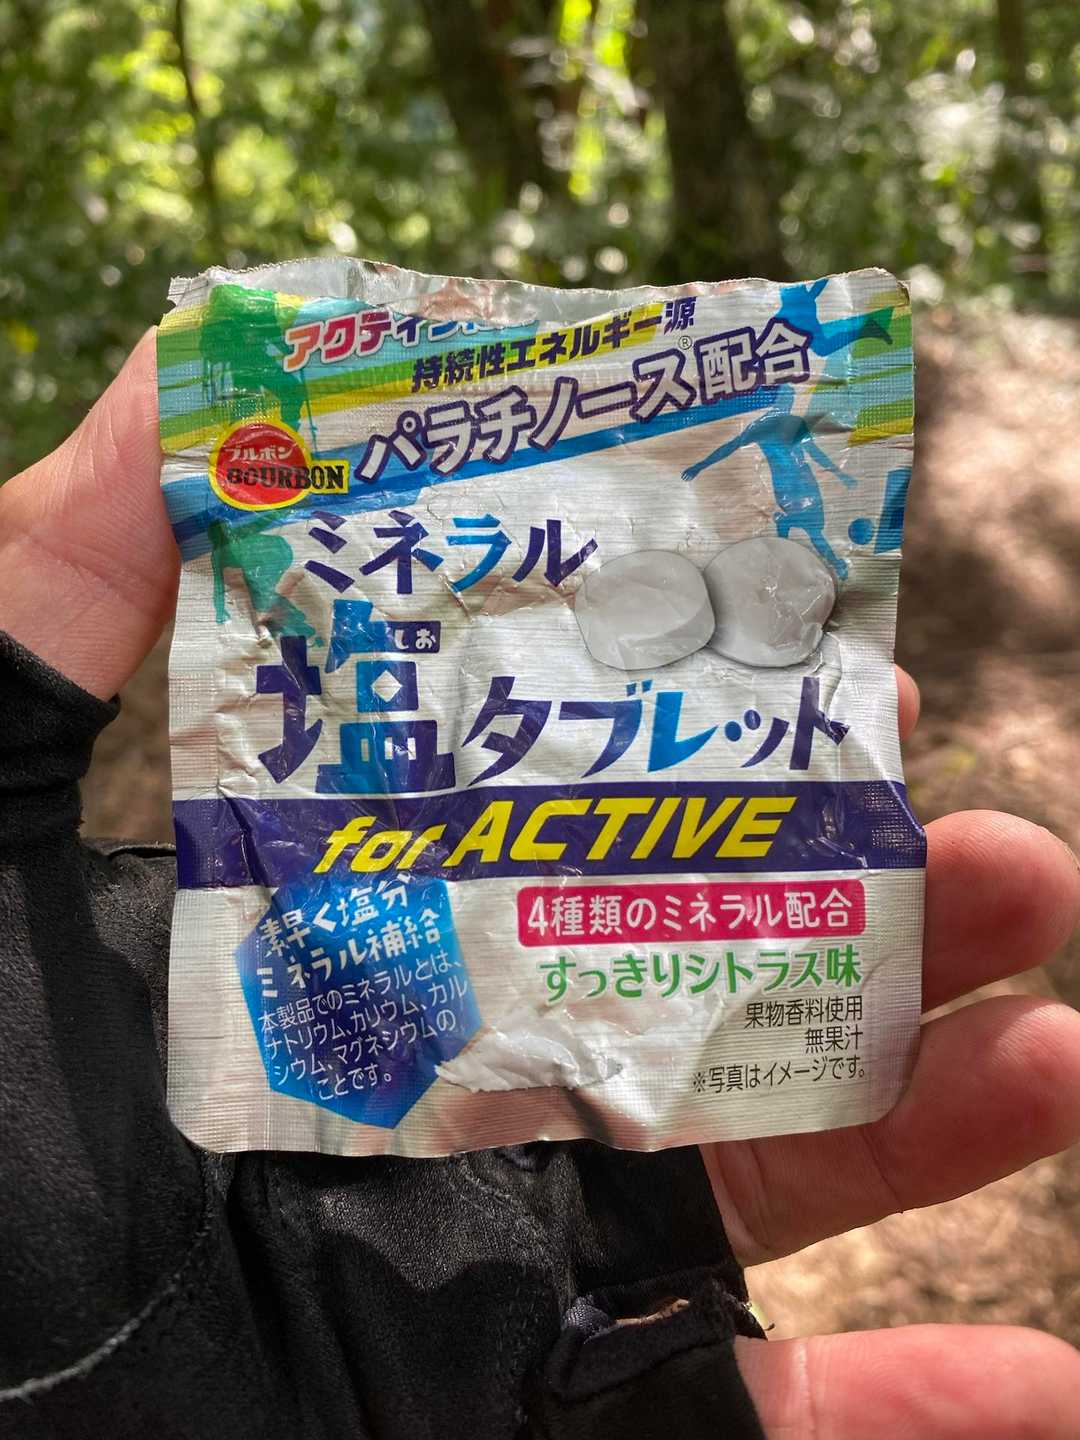 持続性エネルギー源
パラチノース®配合
ブルボン
BOURBON
ミネラル
しお
塩タブレット
for ACTIVE
素早く塩分
ミネラル補給
本製品でのミネラルとは、
ナトリウム、カリウム、カル
シウム、マグネシウムの
ことです。
4種類のミネラル配合
すっきりシトラス味
果物香料使用
無果汁
※写真はイメージです。